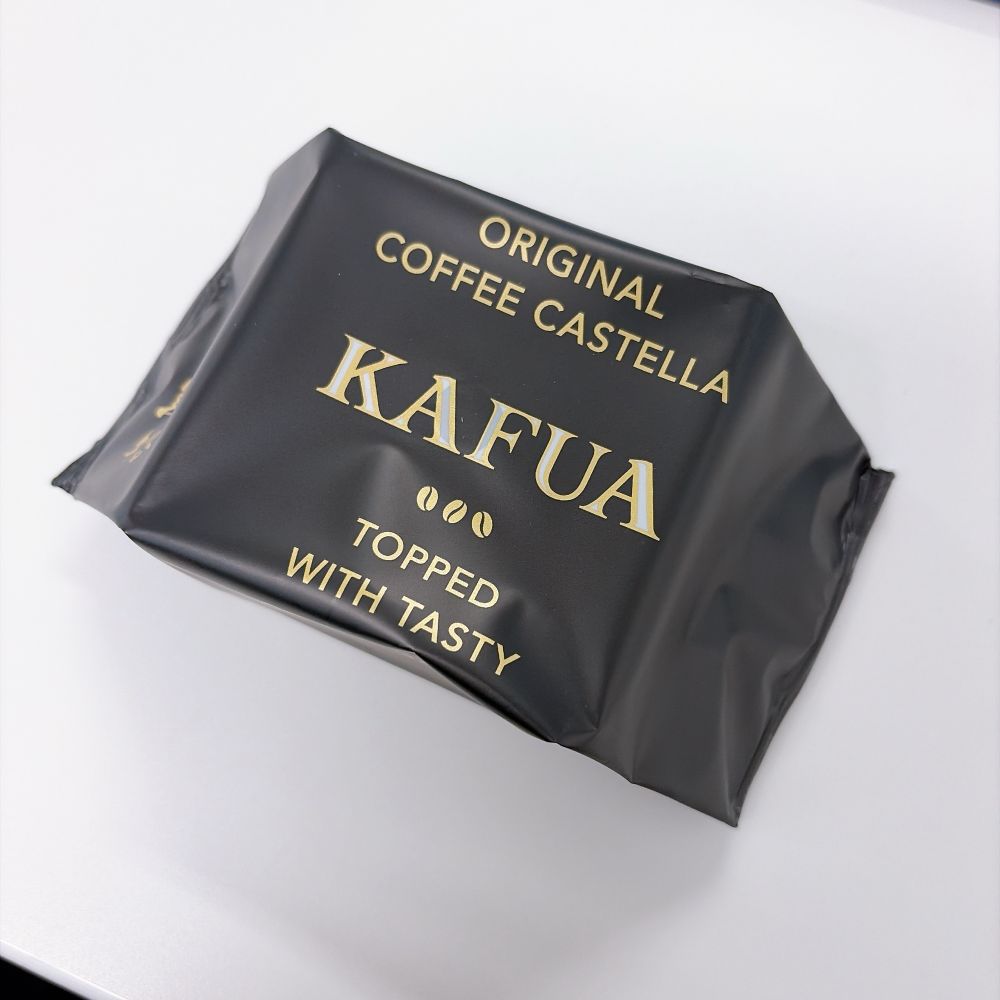 ORIGINAL
COFFEE CASTELLA
KAFUA
TOPPED
WITH TASTY